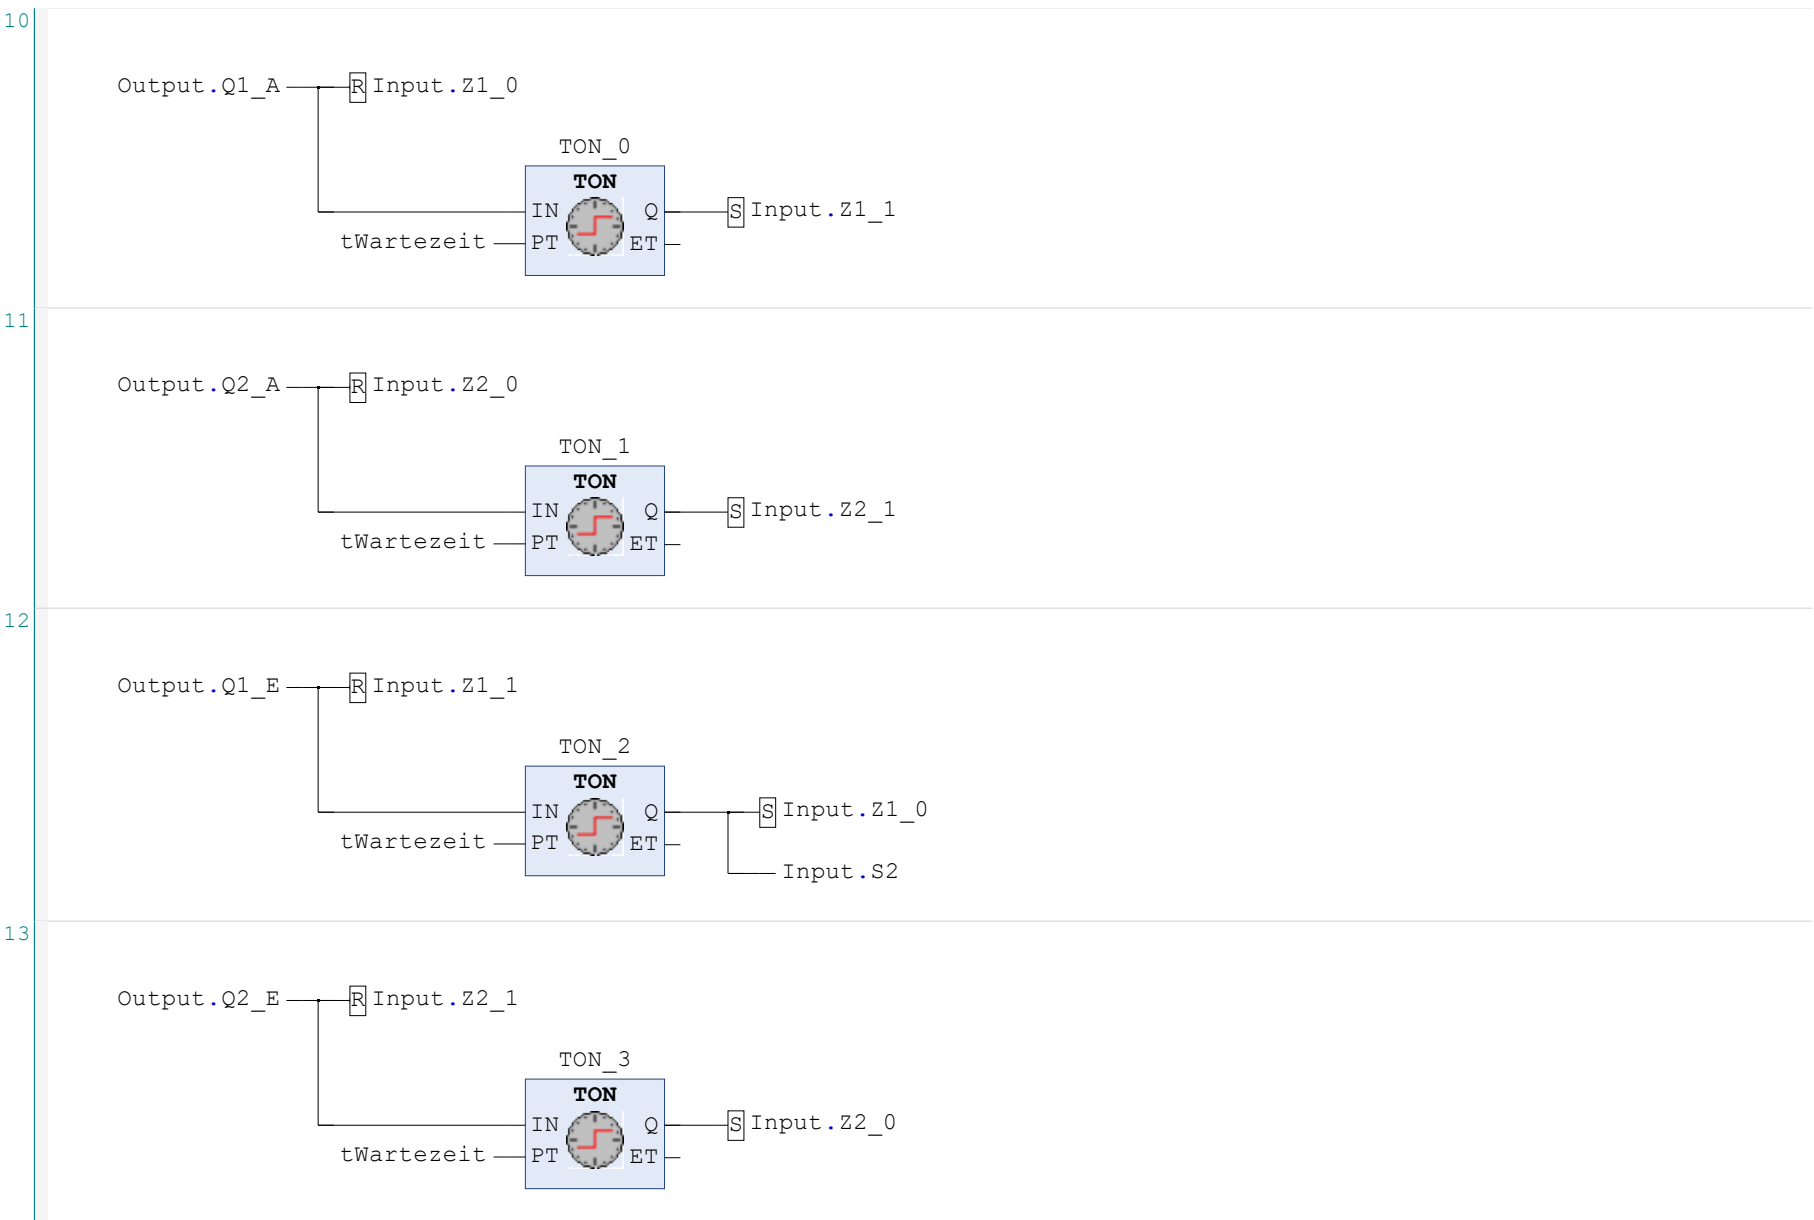 10
Output.Q1_A R Input.Z1_0
TON_0
TON
IN Q S Input.Z1_1
tWartezeit PT ET
11
Output.Q2_A R Input.Z2_0
TON_1
TON
IN Q S Input.Z2_1
tWartezeit PT ET
12
Output.Q1_E R Input.Z1_1
TON_2
TON
IN Q S Input.Z1_0
tWartezeit PT ET
Input.S2
13
Output.Q2_E R Input.Z2_1
TON_3
TON
IN Q S Input.Z2_0
tWartezeit PT ET